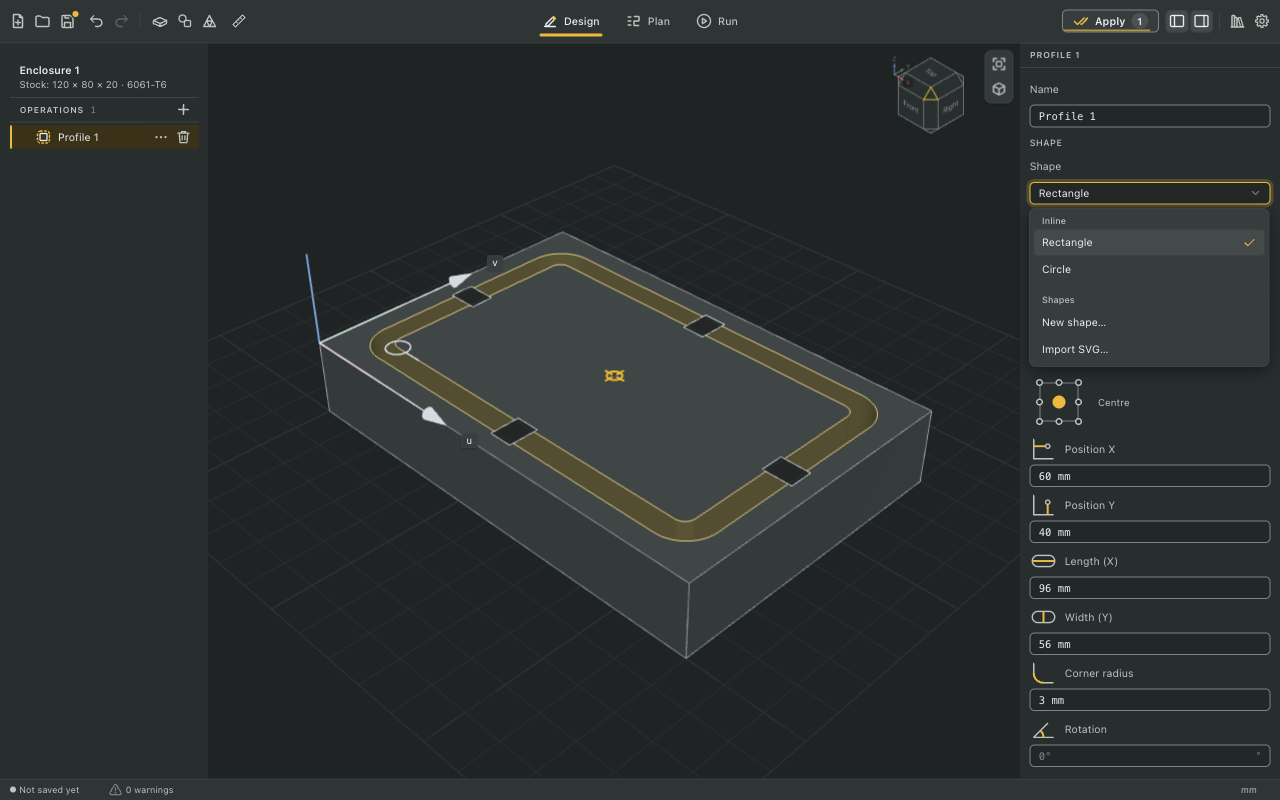 Design
Plan
Run
Apply 1
Enclosure 1
Stock: 120 × 80 × 20 · 6061-T6
OPERATIONS 1
Profile 1
v
u
Top
Front
Right
PROFILE 1
Name
Profile 1
SHAPE
Shape
Rectangle
Inline
Rectangle
Circle
Shapes
New shape...
Import SVG...
Centre
Position X
60 mm
Position Y
40 mm
Length (X)
96 mm
Width (Y)
56 mm
Corner radius
3 mm
Rotation
0° °
Not saved yet
0 warnings
mm